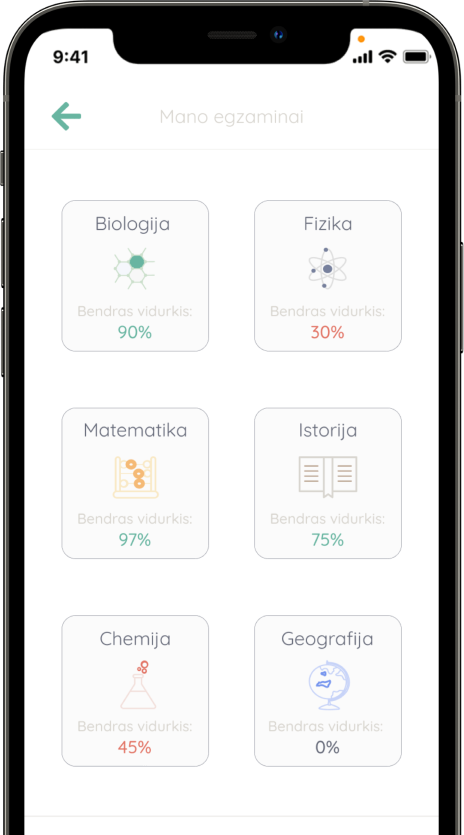 9:41
Mano egzaminai
Biologija
Bendras vidurkis:
90%
Fizika
Bendras vidurkis:
30%
Matematika
Bendras vidurkis:
97%
Istorija
Bendras vidurkis:
75%
Chemija
Bendras vidurkis:
45%
Geografija
Bendras vidurkis:
0%